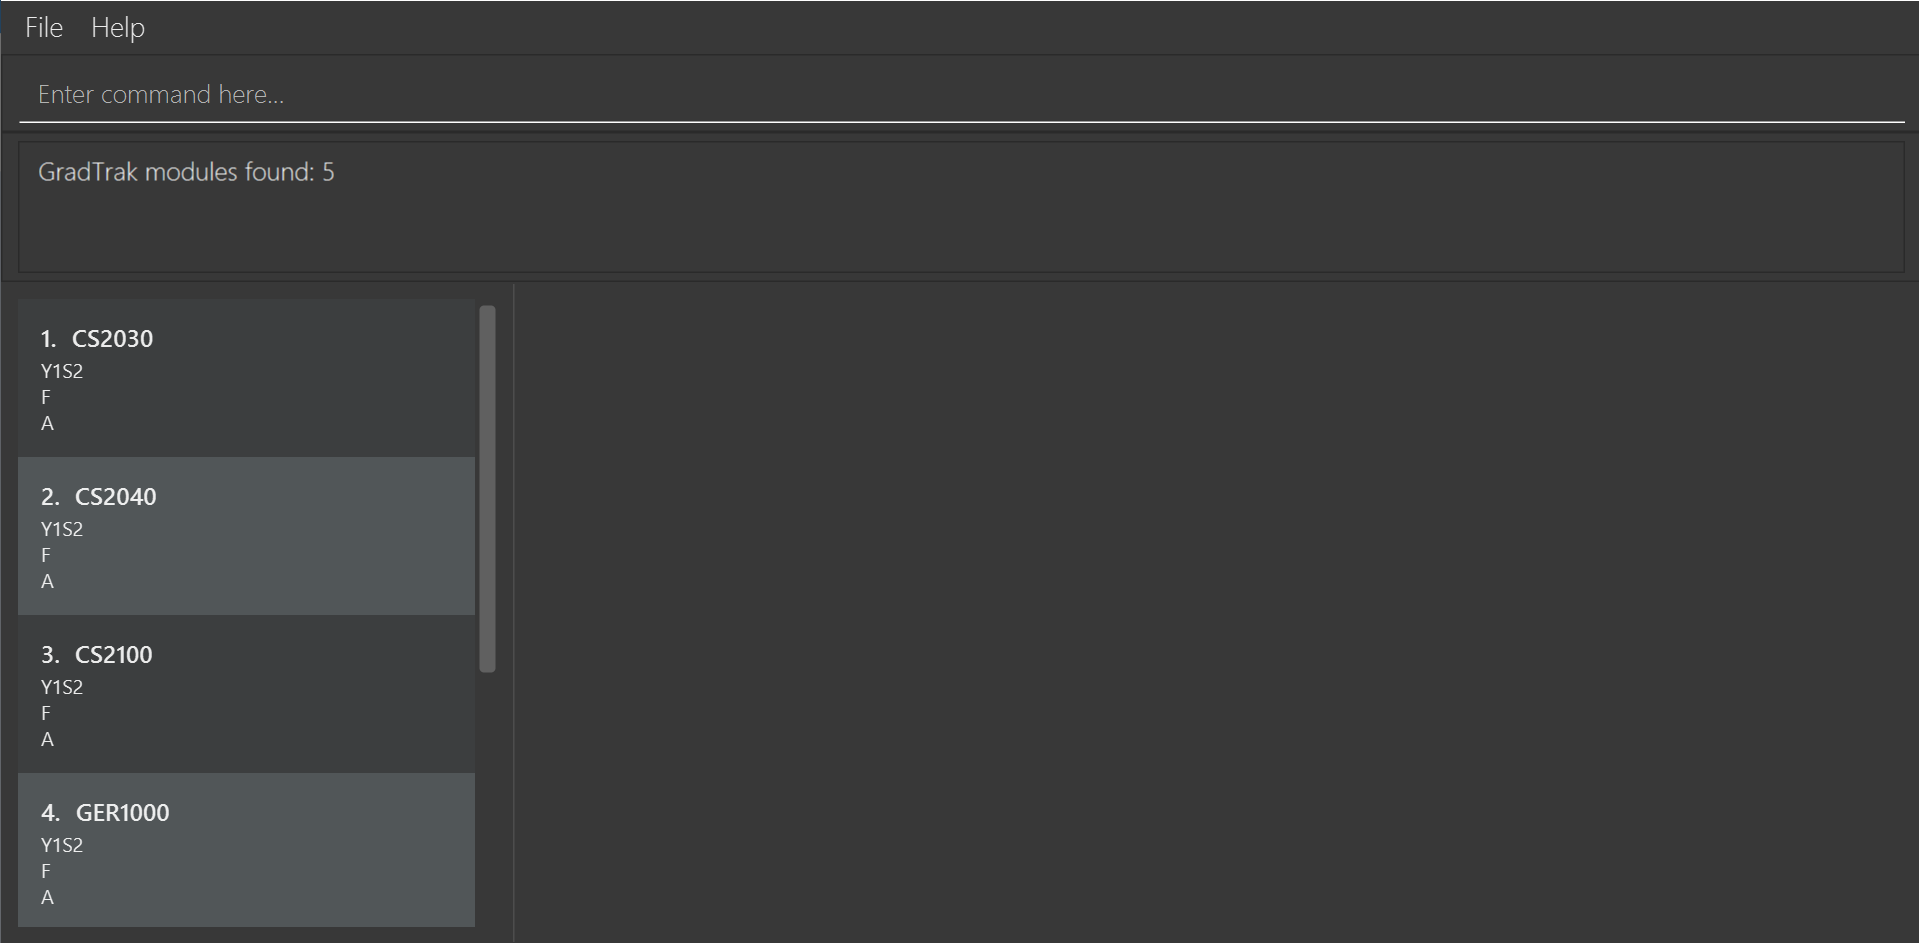 File Help
Enter command here...
GradTrak modules found: 5
1. CS2030
Y1S2
F
A
2. CS2040
Y1S2
F
A
3. CS2100
Y1S2
F
A
4. GER1000
Y1S2
F
A